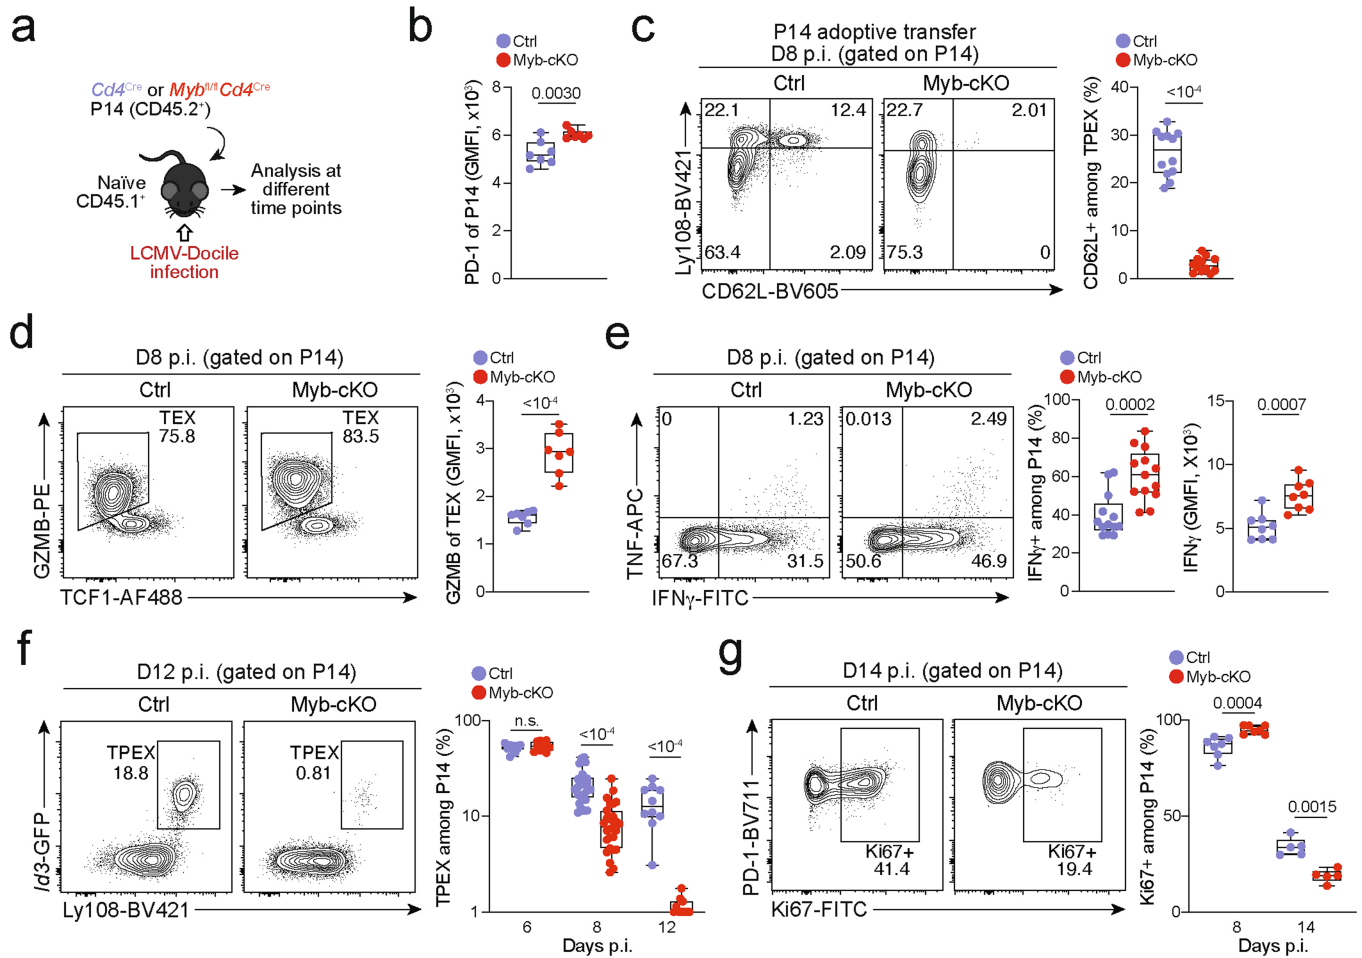 a
Cd4Cre or Mybfl/flCd4Cre
P14 (CD45.2+)
Naïve
CD45.1+
Analysis at
different
time points
LCMV-Docile
infection
b
Ctrl
Myb-cKO
PD-1 of P14 (GMFI, x10³)
8
6
4
2
0
0.0030
c
P14 adoptive transfer
D8 p.i. (gated on P14)
Ctrl
Myb-cKO
22.1
12.4
63.4
2.09
22.7
2.01
75.3
0
Ly108-BV421
CD62L-BV605
Ctrl
Myb-cKO
CD62L+ among TPEX (%)
40
30
20
10
0
<10-4
d
D8 p.i. (gated on P14)
Ctrl
Myb-cKO
TEX
75.8
TEX
83.5
GZMB-PE
TCF1-AF488
Ctrl
Myb-cKO
GZMB of TEX (GMFI, x10³)
4
3
2
1
0
<10-4
e
D8 p.i. (gated on P14)
Ctrl
Myb-cKO
0
1.23
67.3
31.5
0.013
2.49
50.6
46.9
TNF-APC
IFNγ-FITC
Ctrl
Myb-cKO
IFNγ+ among P14 (%)
100
80
60
40
20
0
0.0002
IFNγ (GMFI, X10³)
15
10
5
0
0.0007
f
D12 p.i. (gated on P14)
Ctrl
Myb-cKO
TPEX
18.8
TPEX
0.81
Id3-GFP
Ly108-BV421
Ctrl
Myb-cKO
TPEX among P14 (%)
100
10
1
n.s.
<10-4
<10-4
6
8
12
Days p.i.
g
D14 p.i. (gated on P14)
Ctrl
Myb-cKO
Ki67+
41.4
Ki67+
19.4
PD-1-BV711
Ki67-FITC
Ctrl
Myb-cKO
Ki67+ among P14 (%)
100
50
0
0.0004
0.0015
8
14
Days p.i.